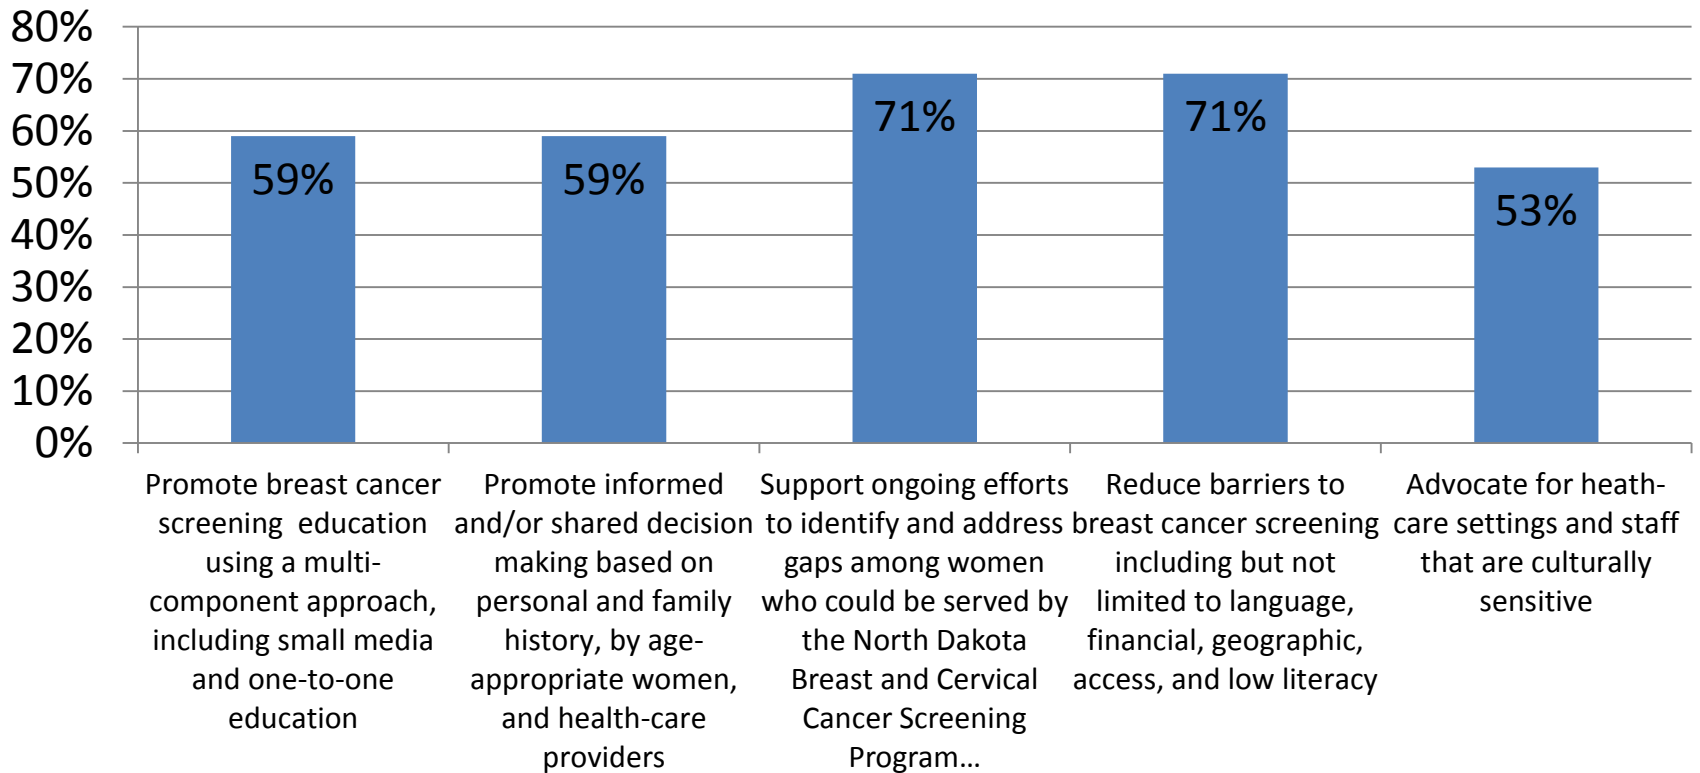 80%
70%
60%
50%
40%
30%
20%
10%
0%
59%
59%
71%
71%
53%
Promote breast cancer
screening education
using a multi-
component approach,
including small media
and one-to-one
education
Promote informed
and/or shared decision
making based on
personal and family
history, by age-
appropriate women,
and health-care
providers
Support ongoing efforts
to identify and address
gaps among women
who could be served by
the North Dakota
Breast and Cervical
Cancer Screening
Program…
Reduce barriers to
breast cancer screening
including but not
limited to language,
financial, geographic,
access, and low literacy
Advocate for heath-
care settings and staff
that are culturally
sensitive